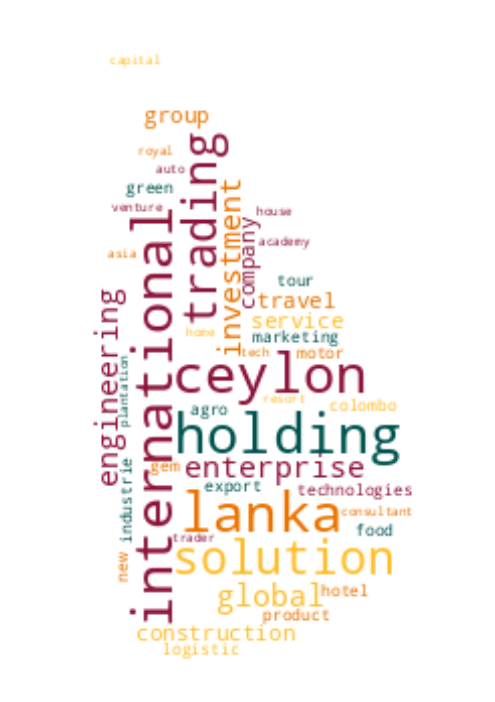 capital
group
royal
trading
auto
green
investment
venture
international
house
company
academy
asia
tour
travel
engineering
service
home
marketing
tech
motor
plantation
ceylon
resort
colombo
agro
holding
gem
enterprise
industrie
export
technologies
lanka
consultant
food
trader
solution
new
global
hotel
product
construction
logistic